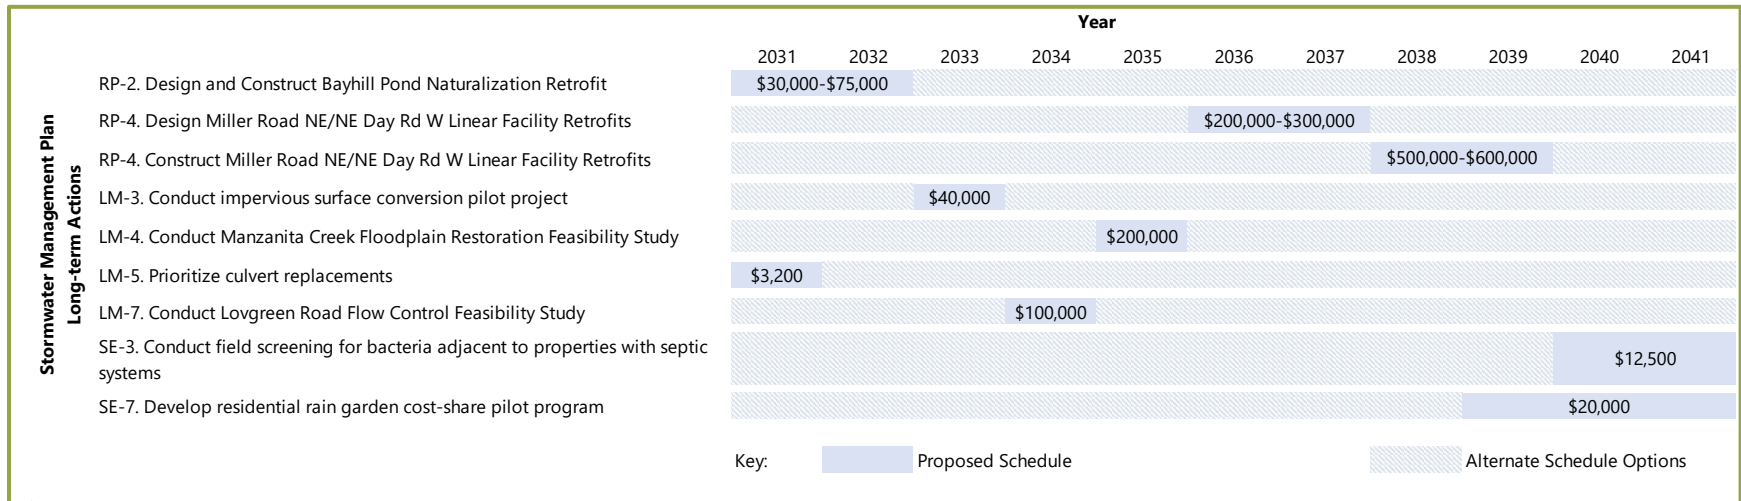 Year
2031 2032 2033 2034 2035 2036 2037 2038 2039 2040 2041
Stormwater Management Plan
Long-term Actions
RP-2. Design and Construct Bayhill Pond Naturalization Retrofit $30,000-$75,000
RP-4. Design Miller Road NE/NE Day Rd W Linear Facility Retrofits $200,000-$300,000
RP-4. Construct Miller Road NE/NE Day Rd W Linear Facility Retrofits $500,000-$600,000
LM-3. Conduct impervious surface conversion pilot project $40,000
LM-4. Conduct Manzanita Creek Floodplain Restoration Feasibility Study $200,000
LM-5. Prioritize culvert replacements $3,200
LM-7. Conduct Lovgreen Road Flow Control Feasibility Study $100,000
SE-3. Conduct field screening for bacteria adjacent to properties with septic
systems $12,500
SE-7. Develop residential rain garden cost-share pilot program $20,000
Key: Proposed Schedule Alternate Schedule Options